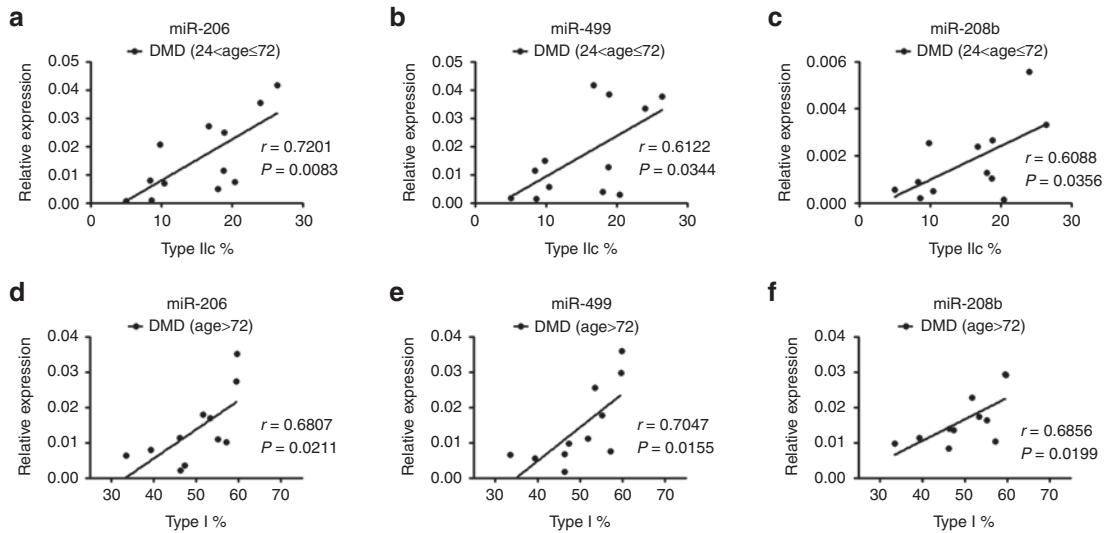 a
miR-206
DMD (24<age≤72)
0.05
0.04
0.03
0.02
0.01
0.00
Relative expression
r = 0.7201
P = 0.0083
0 10 20 30
Type IIc %
b
miR-499
DMD (24<age≤72)
0.05
0.04
0.03
0.02
0.01
0.00
Relative expression
r = 0.6122
P = 0.0344
0 10 20 30
Type IIc %
c
miR-208b
DMD (24<age≤72)
0.006
0.004
0.002
0.000
Relative expression
r = 0.6088
P = 0.0356
0 10 20 30
Type IIc %
d
miR-206
DMD (age>72)
0.04
0.03
0.02
0.01
0.00
Relative expression
r = 0.6807
P = 0.0211
30 40 50 60 70
Type I %
e
miR-499
DMD (age>72)
0.04
0.03
0.02
0.01
0.00
Relative expression
r = 0.7047
P = 0.0155
30 40 50 60 70
Type I %
f
miR-208b
DMD (age>72)
0.04
0.03
0.02
0.01
0.00
Relative expression
r = 0.6856
P = 0.0199
30 40 50 60 70
Type I %